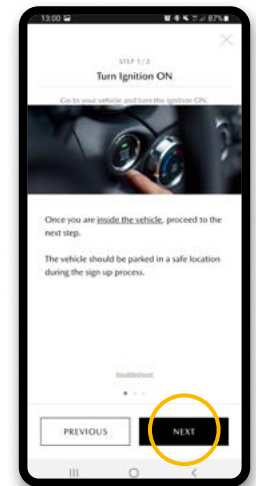 13:00
87%
STEP 1/3
Turn Ignition ON
Go to your vehicle and turn the Ignition ON.
Once you are inside the vehicle, proceed to the
next step.
The vehicle should be parked in a safe location
during the sign up process.
troubleshoot
PREVIOUS
NEXT